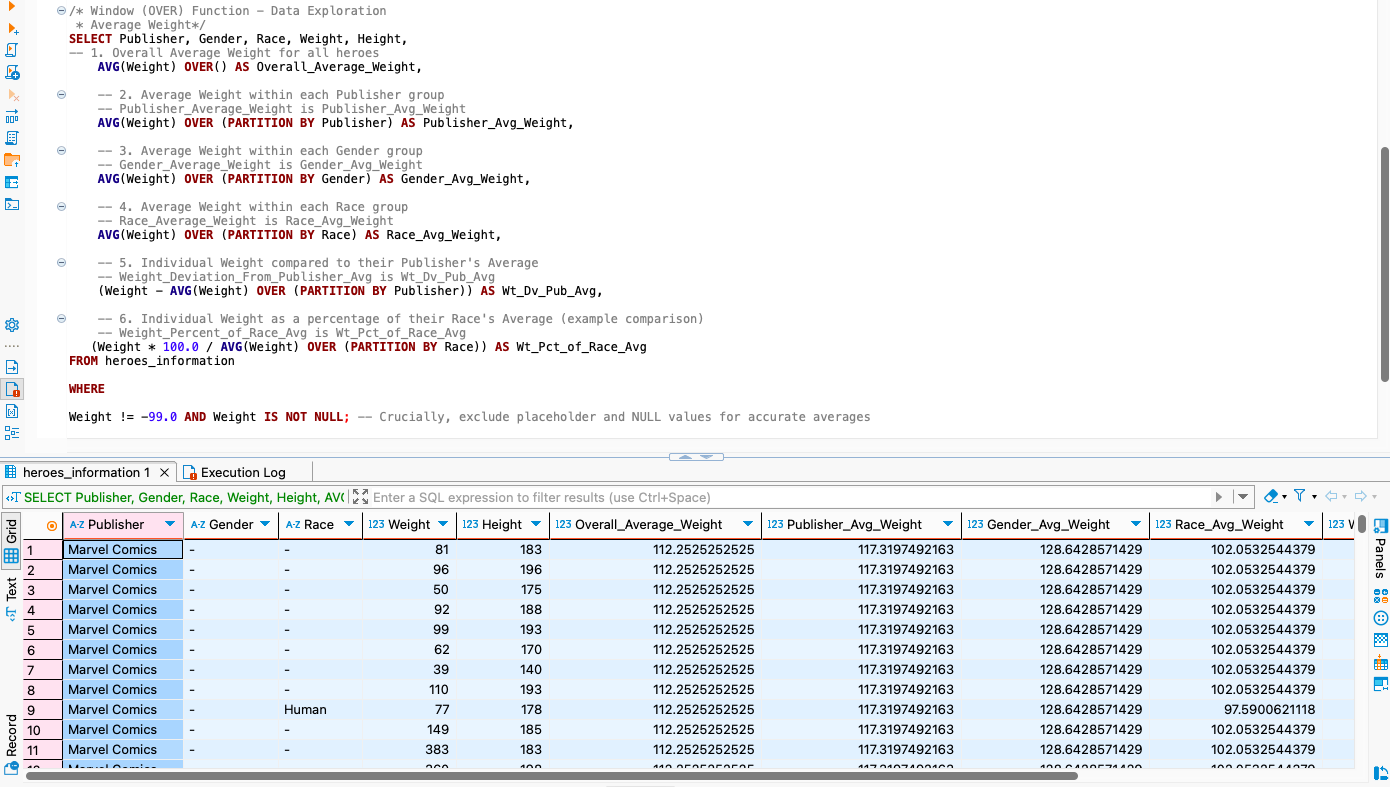 /* Window (OVER) Function - Data Exploration
* Average Weight*/
SELECT Publisher, Gender, Race, Weight, Height,
-- 1. Overall Average Weight for all heroes
AVG(Weight) OVER() AS Overall_Average_Weight,
-- 2. Average Weight within each Publisher group
-- Publisher_Average_Weight is Publisher_Avg_Weight
AVG(Weight) OVER (PARTITION BY Publisher) AS Publisher_Avg_Weight,
-- 3. Average Weight within each Gender group
-- Gender_Average_Weight is Gender_Avg_Weight
AVG(Weight) OVER (PARTITION BY Gender) AS Gender_Avg_Weight,
-- 4. Average Weight within each Race group
-- Race_Average_Weight is Race_Avg_Weight
AVG(Weight) OVER (PARTITION BY Race) AS Race_Avg_Weight,
-- 5. Individual Weight compared to their Publisher's Average
-- Weight_Deviation_From_Publisher_Avg is Wt_Dv_Pub_Avg
(Weight - AVG(Weight) OVER (PARTITION BY Publisher)) AS Wt_Dv_Pub_Avg,
-- 6. Individual Weight as a percentage of their Race's Average (example comparison)
-- Weight_Percent_of_Race_Avg is Wt_Pct_of_Race_Avg
(Weight * 100.0 / AVG(Weight) OVER (PARTITION BY Race)) AS Wt_Pct_of_Race_Avg
FROM heroes_information
WHERE
Weight != -99.0 AND Weight IS NOT NULL; -- Crucially, exclude placeholder and NULL values for accurate averages
heroes_information 1 Execution Log
SELECT Publisher, Gender, Race, Weight, Height, AV Enter a SQL expression to filter results (use Ctrl+Space)
Grid
Text
Record
Panels
A-Z Publisher A-Z Gender A-Z Race 123 Weight 123 Height 123 Overall_Average_Weight 123 Publisher_Avg_Weight 123 Gender_Avg_Weight 123 Race_Avg_Weight 123
1 Marvel Comics - - 81 183 112.2525252525 117.3197492163 128.6428571429 102.0532544379
2 Marvel Comics - - 96 196 112.2525252525 117.3197492163 128.6428571429 102.0532544379
3 Marvel Comics - - 50 175 112.2525252525 117.3197492163 128.6428571429 102.0532544379
4 Marvel Comics - - 92 188 112.2525252525 117.3197492163 128.6428571429 102.0532544379
5 Marvel Comics - - 99 193 112.2525252525 117.3197492163 128.6428571429 102.0532544379
6 Marvel Comics - - 62 170 112.2525252525 117.3197492163 128.6428571429 102.0532544379
7 Marvel Comics - - 39 140 112.2525252525 117.3197492163 128.6428571429 102.0532544379
8 Marvel Comics - - 110 193 112.2525252525 117.3197492163 128.6428571429 102.0532544379
9 Marvel Comics - Human 77 178 112.2525252525 117.3197492163 128.6428571429 97.5900621118
10 Marvel Comics - - 149 185 112.2525252525 117.3197492163 128.6428571429 102.0532544379
11 Marvel Comics - - 383 183 112.2525252525 117.3197492163 128.6428571429 102.0532544379